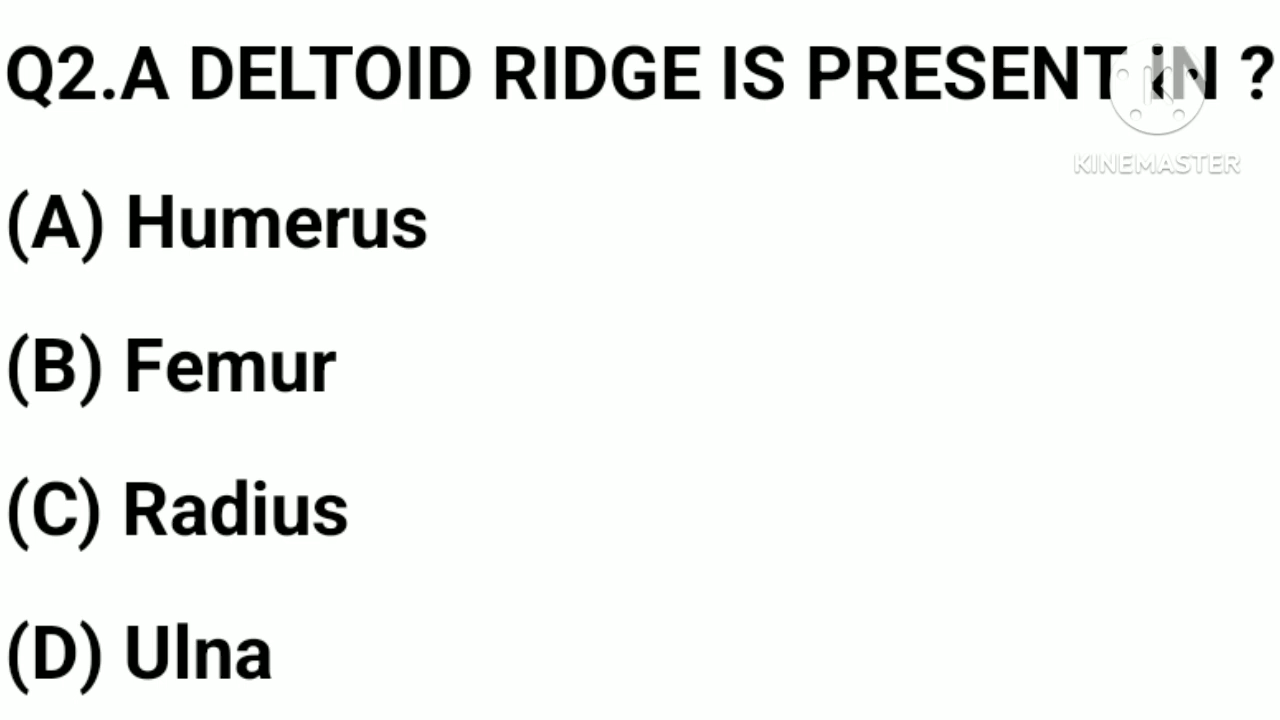 Q2.A DELTOID RIDGE IS PRESENT iN ?
KINEMASTER
(A) Humerus
(B) Femur
(C) Radius
(D) Ulna